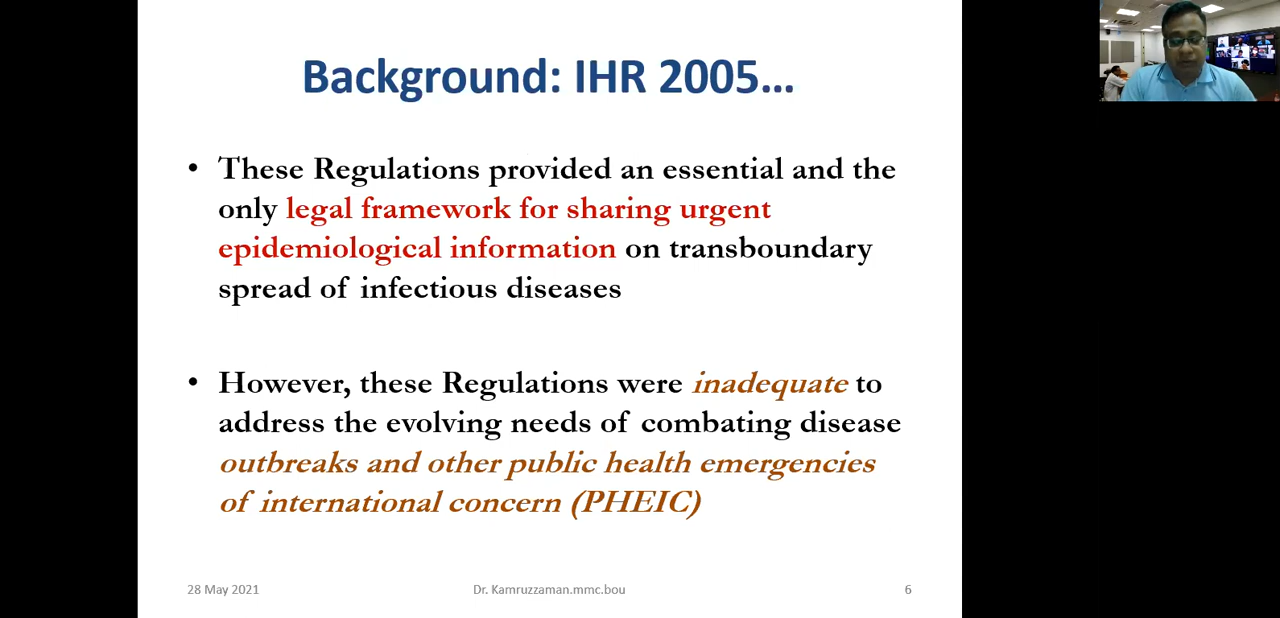 Background: IHR 2005...
• These Regulations provided an essential and the
only legal framework for sharing urgent
epidemiological information on transboundary
spread of infectious diseases
• However, these Regulations were inadequate to
address the evolving needs of combating disease
outbreaks and other public health emergencies
of international concern (PHEIC)
28 May 2021
Dr. Kamruzzaman.mmc.bou
6